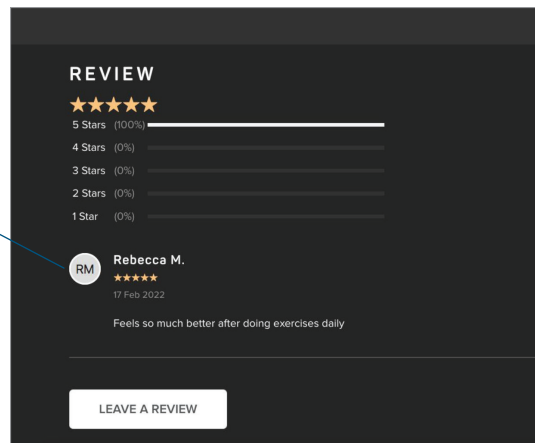 REVIEW
5 Stars (100%)
4 Stars (0%)
3 Stars (0%)
2 Stars (0%)
1 Star (0%)
RM
Rebecca M.
17 Feb 2022
Feels so much better after doing exercises daily
LEAVE A REVIEW